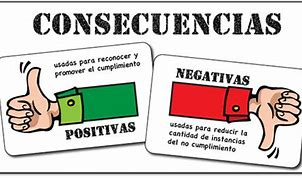 CONSECUENCIAS
usadas para reconocer y
promover el cumplimiento
POSITIVAS
NEGATIVAS
usadas para reducir la
cantidad de instancias
del no cumplimiento